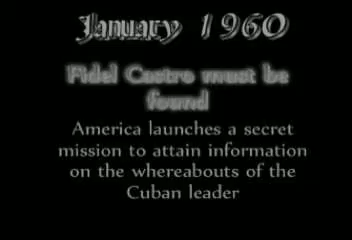 January 1960
Fidel Castro must be
found
America launches a secret
mission to attain information
on the whereabouts of the
Cuban leader